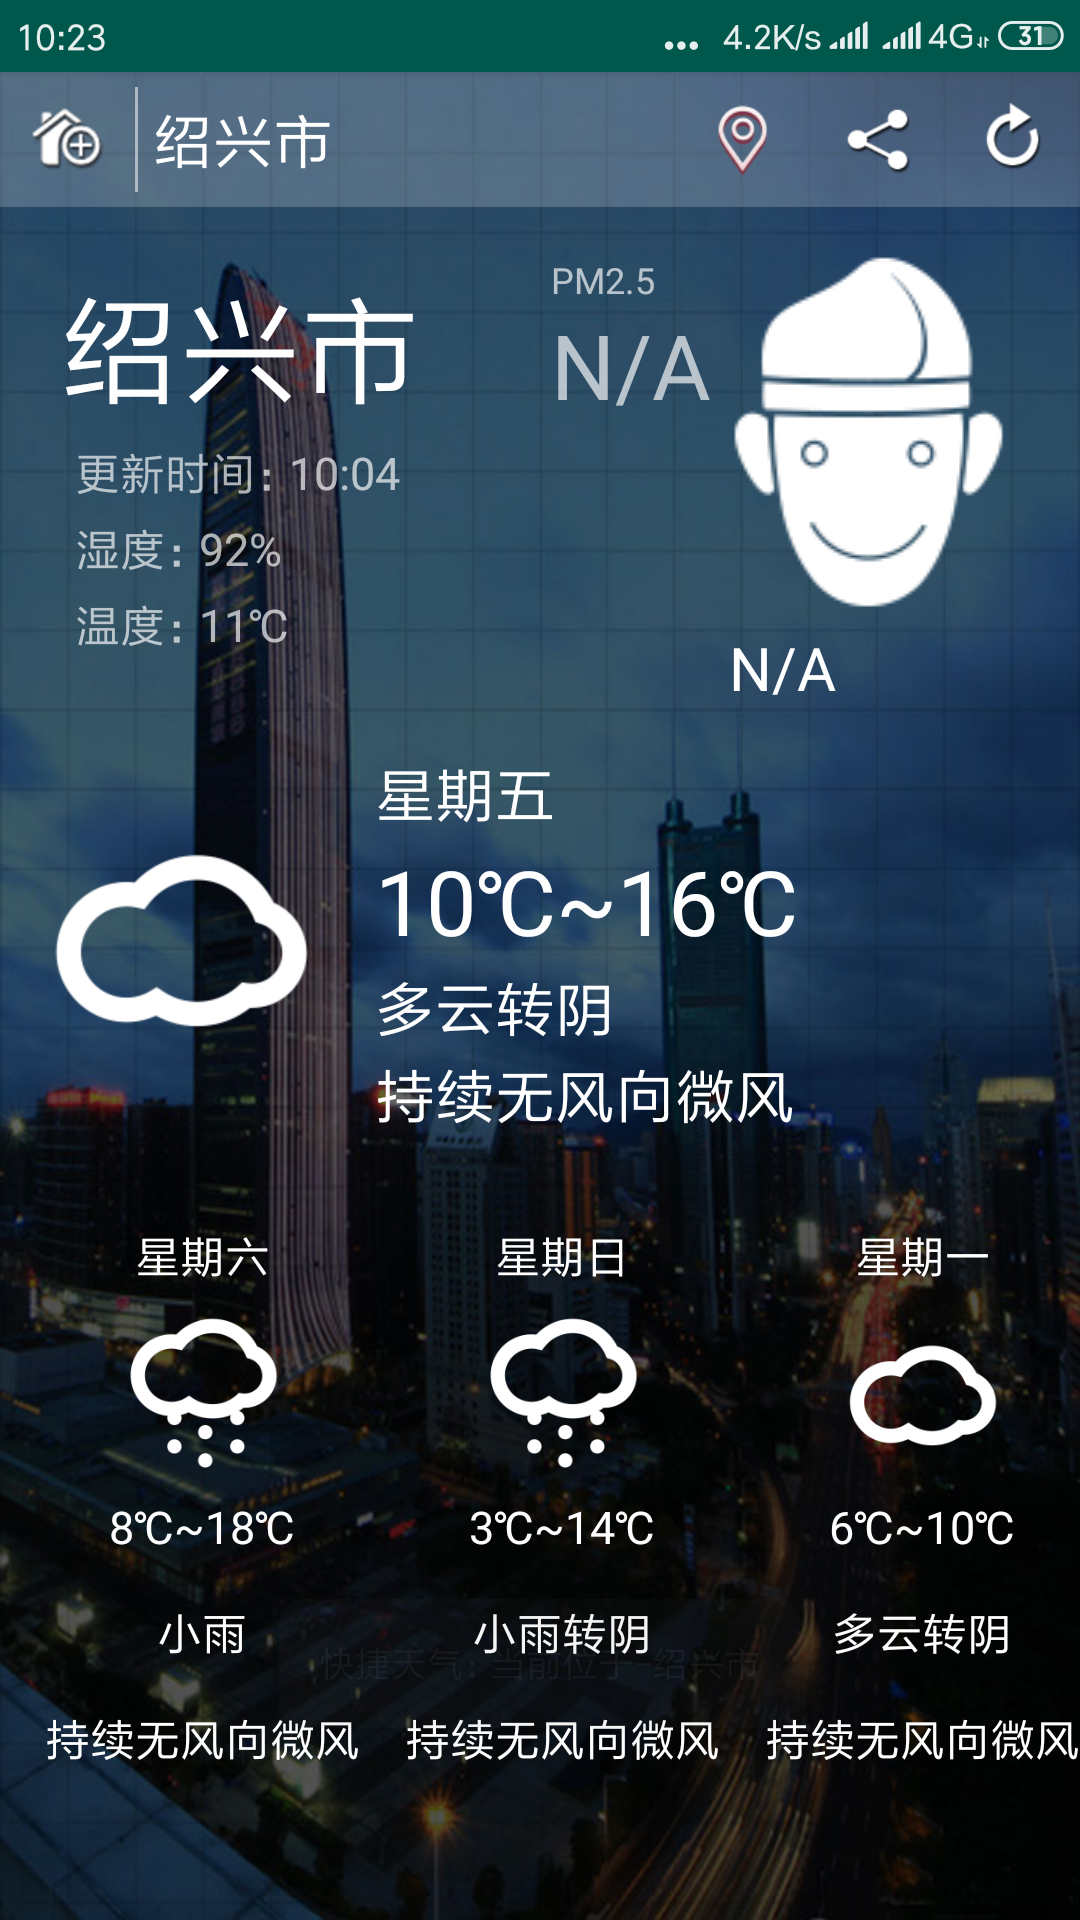 10:23
... 4.2K/s 4G 31
绍兴市
绍兴市
PM2.5
N/A
更新时间：10:04
湿度：92%
温度：11℃
N/A
星期五
10℃~16℃
多云转阴
持续无风向微风
星期六 星期日 星期一
8℃~18℃ 3℃~14℃ 6℃~10℃
小雨 小雨转阴 多云转阴
快捷天气：当前位于-绍兴市
持续无风向微风 持续无风向微风 持续无风向微风